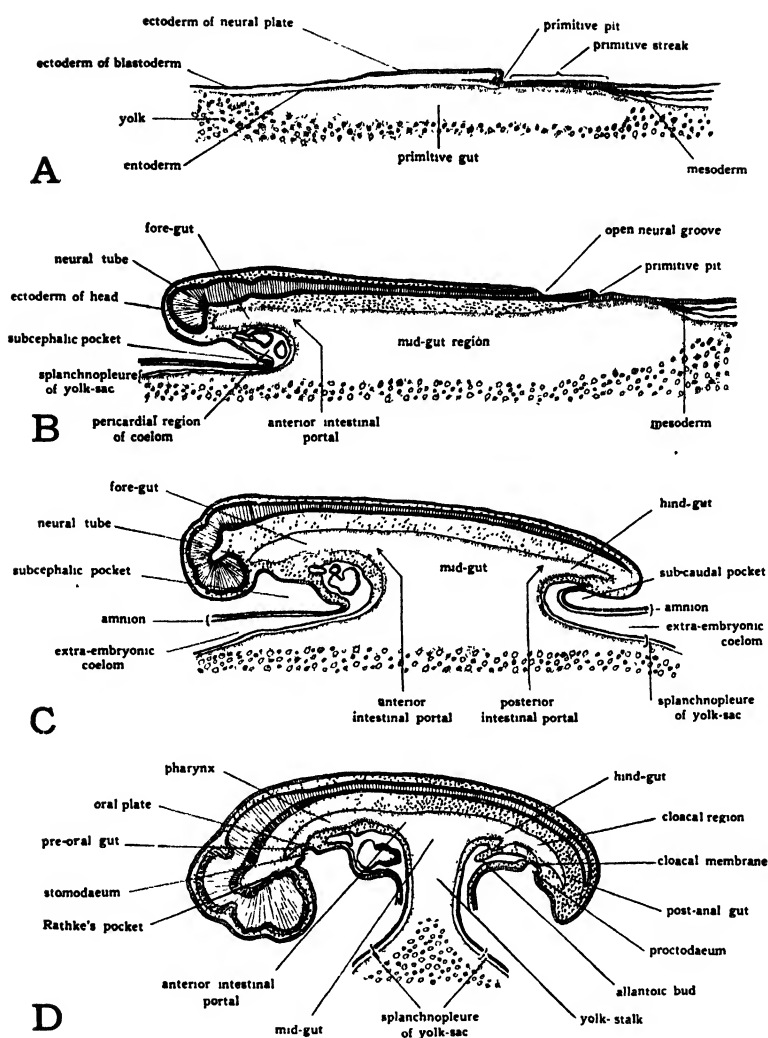 ectoderm of neural plate
primitive pit
primitive streak
ectoderm of blastoderm
yolk
entoderm
primitive gut
mesoderm
A
fore-gut
open neural groove
neural tube
primitive pit
ectoderm of head
subcephalic pocket
mid-gut region
splanchnopleure
of yolk-sac
pericardial region
of coelom
anterior intestinal
portal
mesoderm
B
fore-gut
hind-gut
neural tube
mid-gut
subcephalic pocket
sub-caudal pocket
amnion
amnion
extra-embryonic
coelom
extra-embryonic
coelom
anterior
intestinal portal
posterior
intestinal portal
splanchnopleure
of yolk-sac
C
pharynx
hind-gut
oral plate
cloacal region
pre-oral gut
cloacal membrane
stomodaeum
post-anal gut
Rathke's pocket
proctodaeum
anterior intestinal
portal
allantoic bud
mid-gut
splanchnopleure
of yolk-sac
yolk-stalk
D